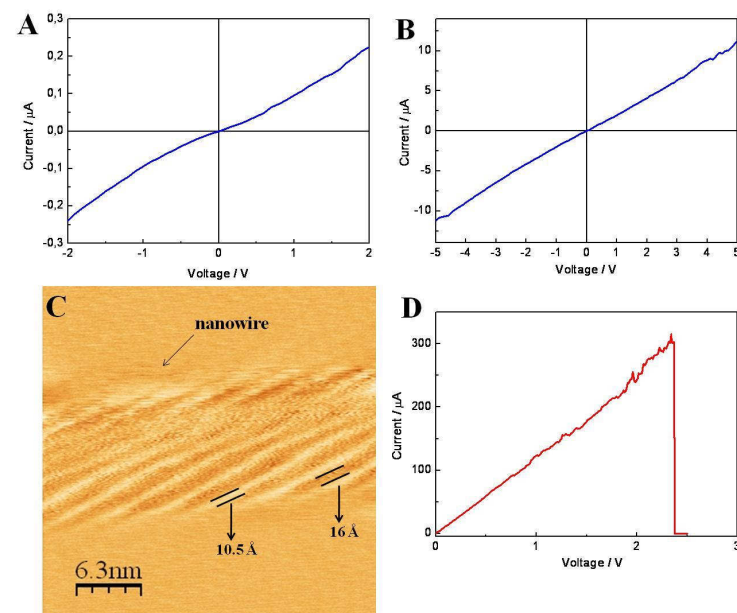 A
0,3
0,2
0,1
0,0
-0,1
-0,2
-0,3
Current / μA
-2 -1 0 1 2
Voltage / V
B
10
5
0
-5
-10
Current / μA
-5 -4 -3 -2 -1 0 1 2 3 4 5
Voltage / V
C
nanowire
10.5 Å
16 Å
6.3nm
D
300
200
100
0
Current / μA
0 1 2 3
Voltage / V